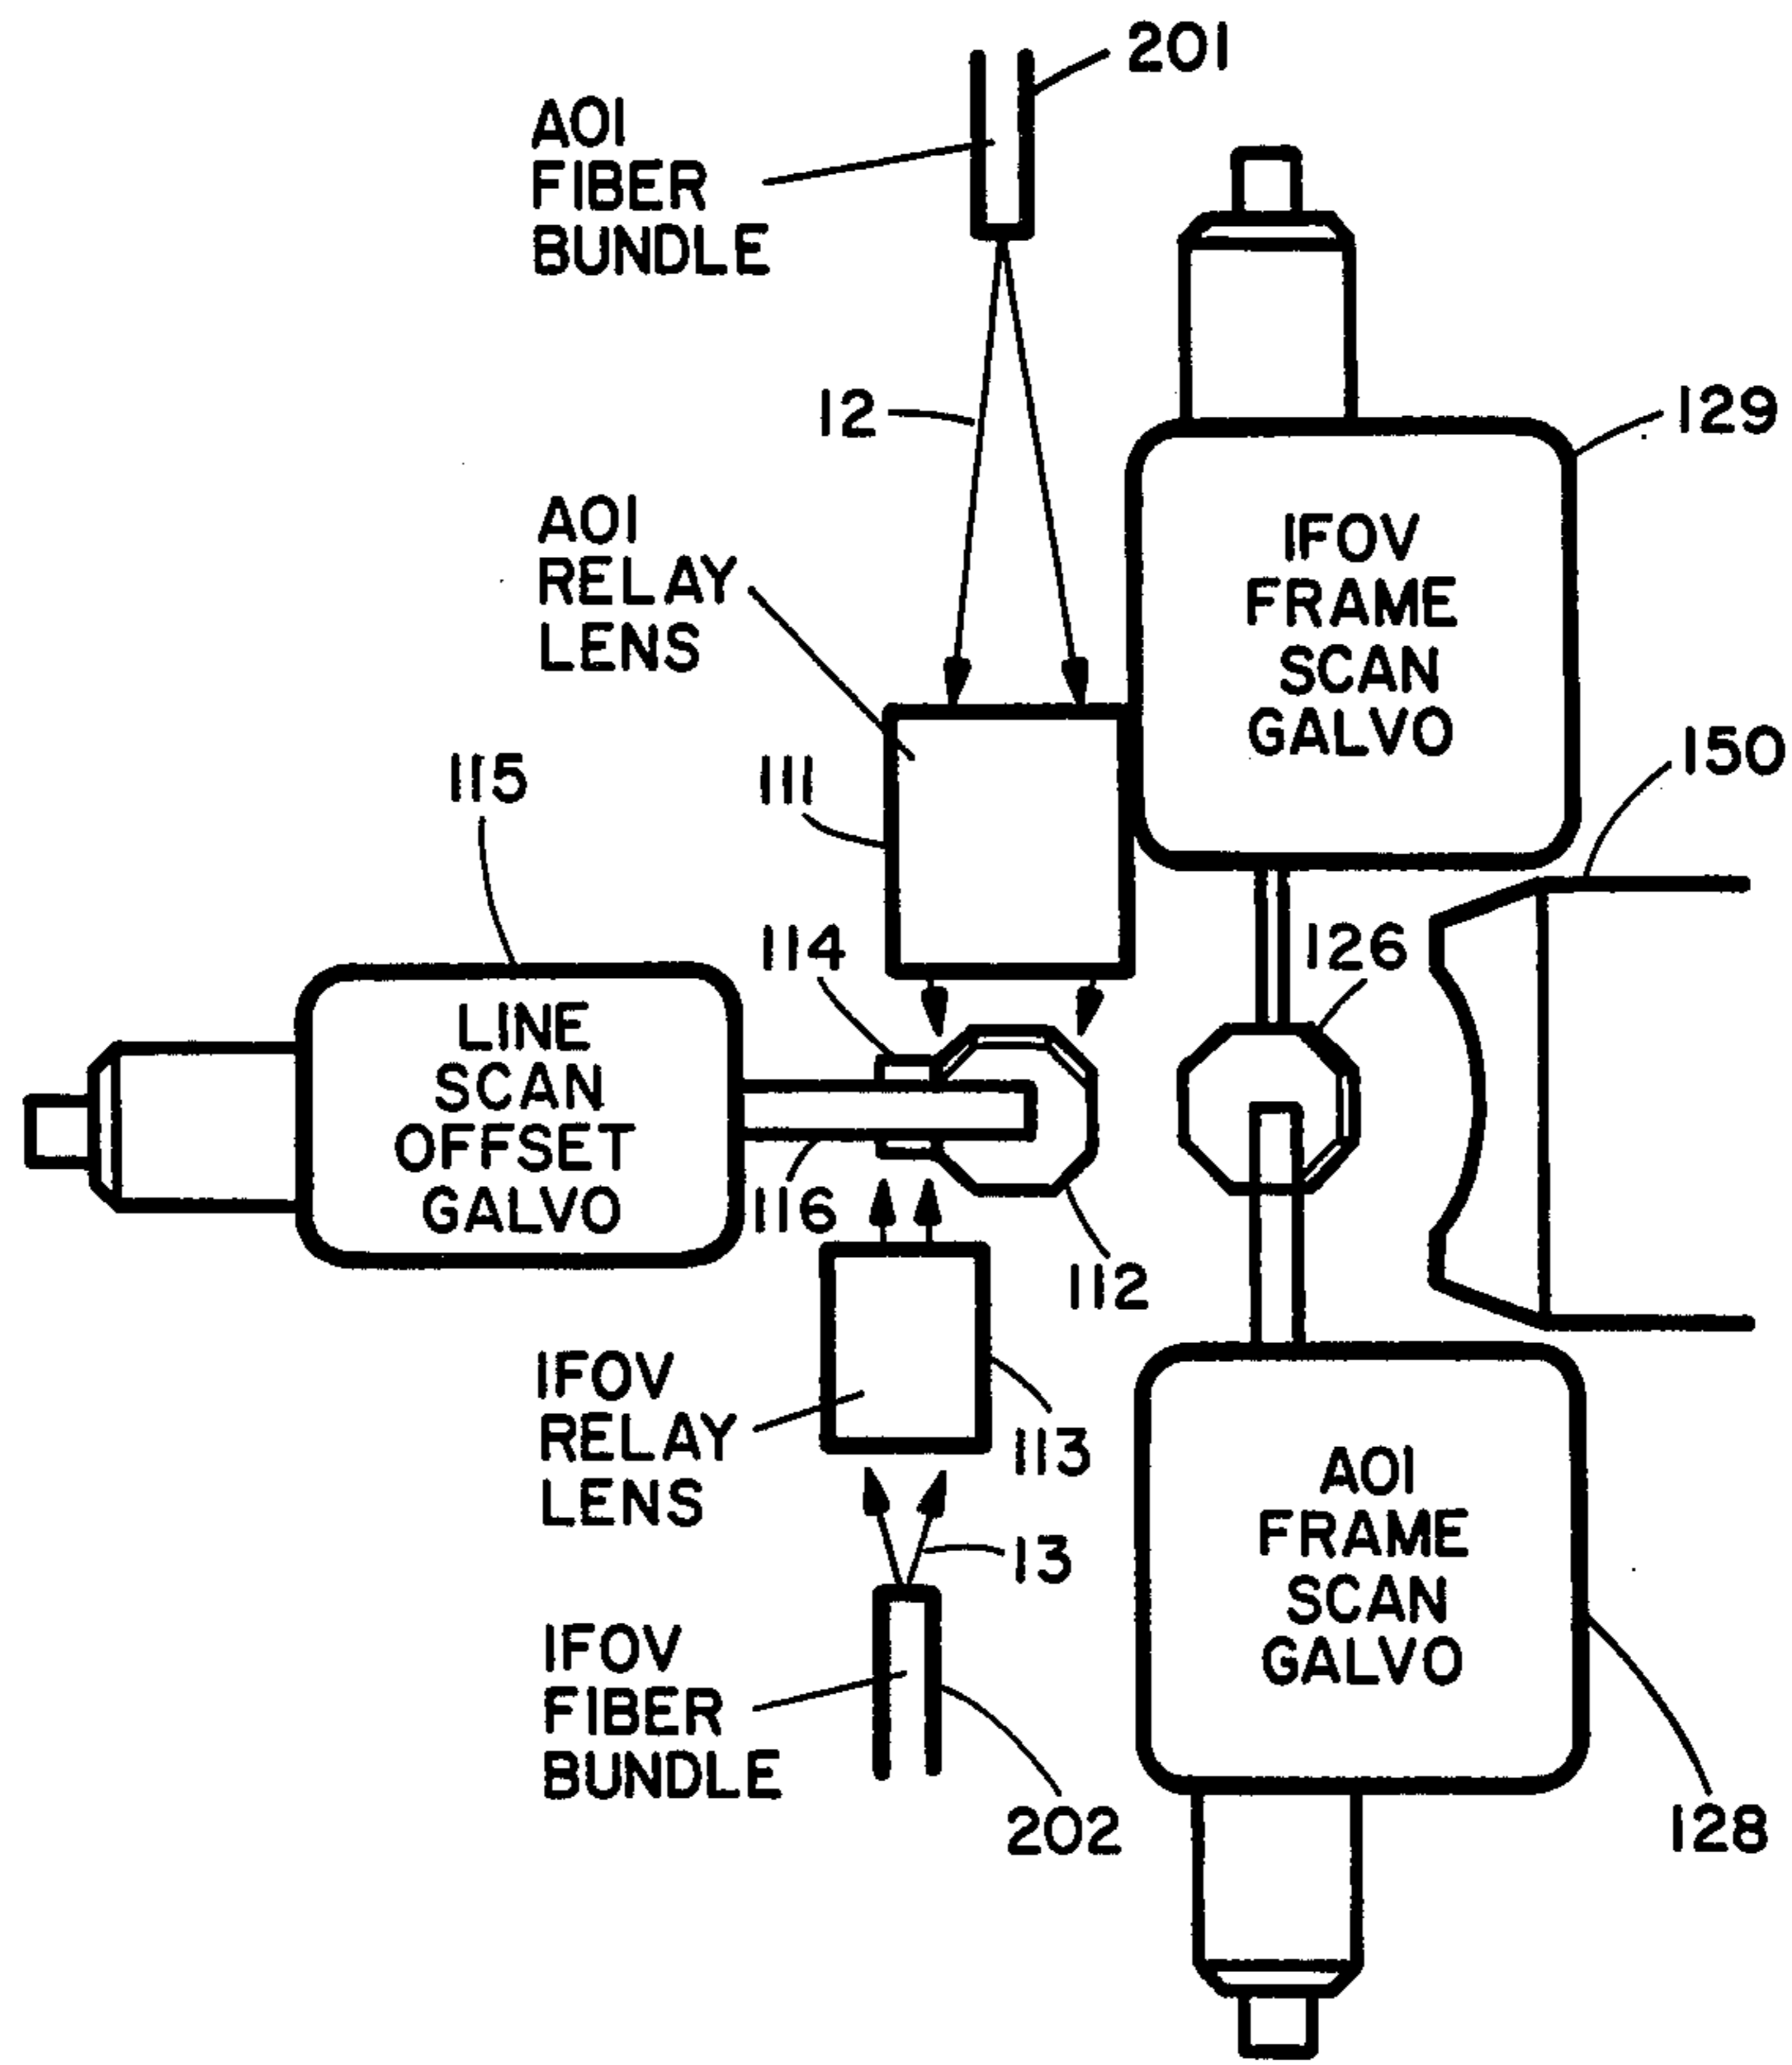 201
AOI
FIBER
BUNDLE
12
129
IFOV
FRAME
SCAN
GALVO
AOI
RELAY
LENS
150
115
111
114
126
LINE
SCAN
OFFSET
GALVO
116
112
IFOV
RELAY
LENS
113
AOI
FRAME
SCAN
GALVO
13
IFOV
FIBER
BUNDLE
202
128